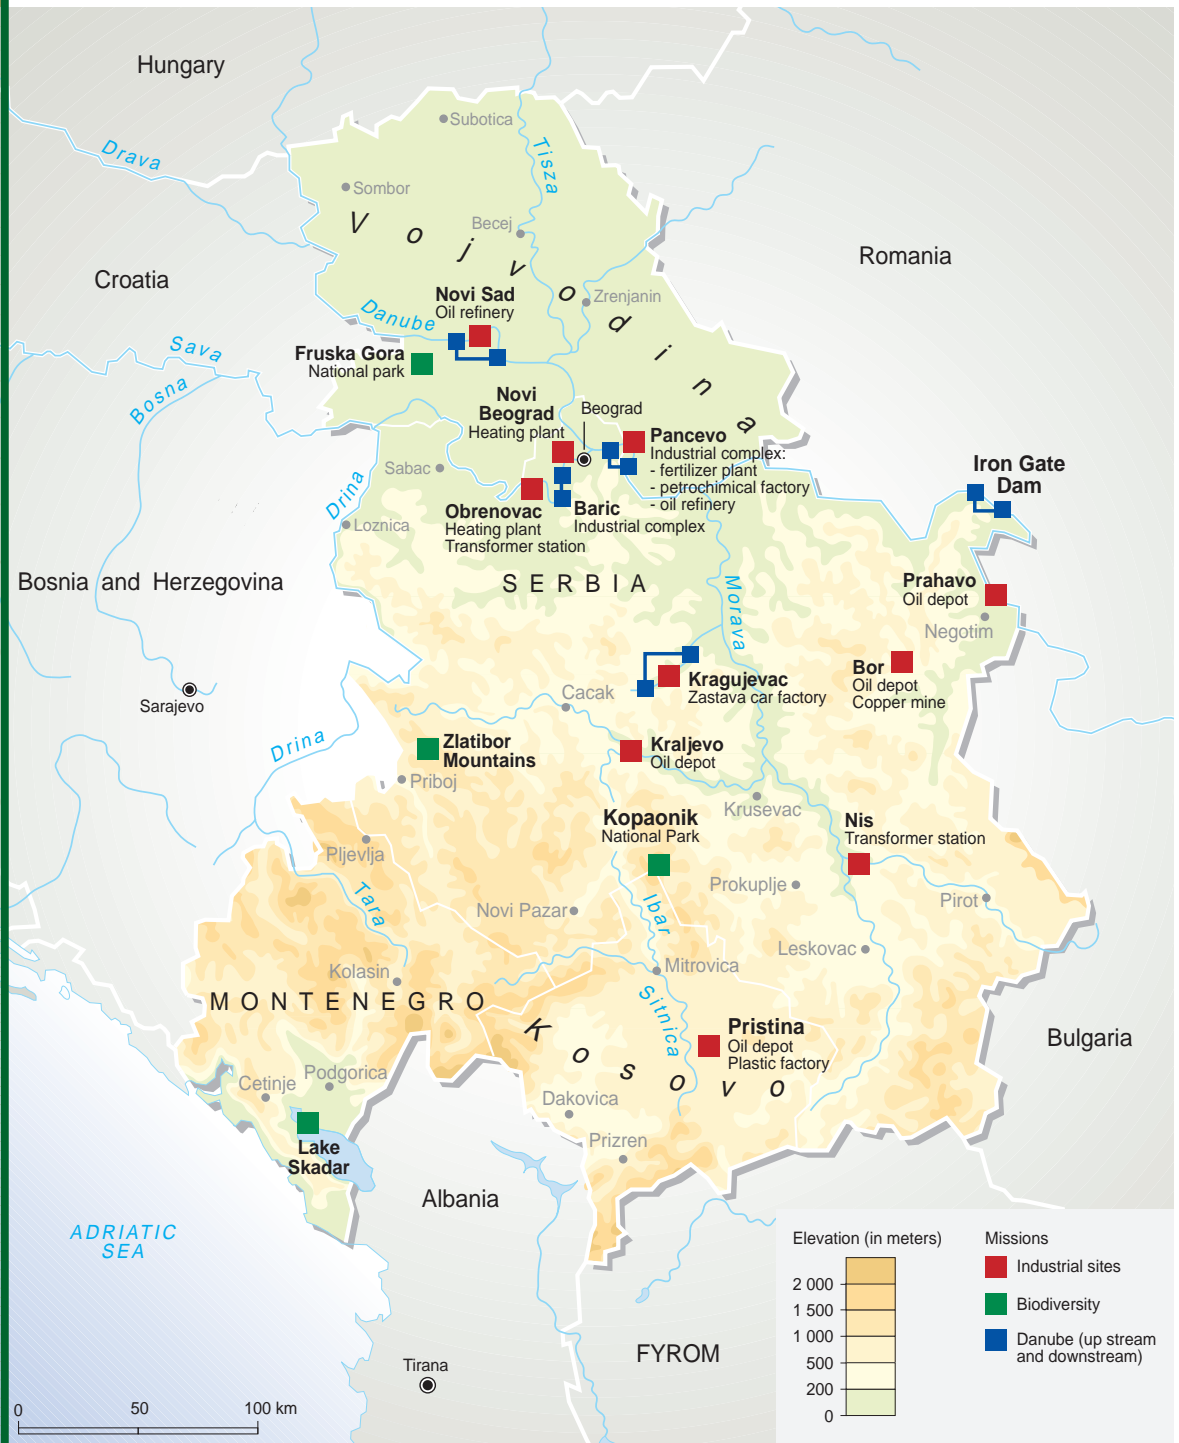 Hungary
Subotica
Drava
Tisza
Sombor
Vojvodina
Becej
Romania
Croatia
Novi Sad
Oil refinery
Zrenjanin
Danube
Sava
Fruska Gora
National park
Bosna
Novi
Beograd
Heating plant
Beograd
Pancevo
Industrial complex:
- fertilizer plant
- petrochimical factory
- oil refinery
Iron Gate
Dam
Sabac
Drina
Obrenovac
Heating plant
Transformer station
Baric
Industrial complex
Loznica
Bosnia and Herzegovina
SERBIA
Morava
Prahavo
Oil depot
Negotim
Bor
Oil depot
Copper mine
Kragujevac
Zastava car factory
Sarajevo
Cacak
Drina
Zlatibor
Mountains
Kraljevo
Oil depot
Priboj
Krusevac
Kopaonik
National Park
Nis
Transformer station
Pljevlja
Tara
Prokuplje
Ibar
Pirot
Novi Pazar
Leskovac
Kolasin
Mitrovica
MONTENEGRO
Sitnica
Kosovo
Pristina
Oil depot
Plastic factory
Bulgaria
Podgorica
Cetinje
Dakovica
Prizren
Lake
Skadar
Albania
ADRIATIC
SEA
FYROM
Tirana
0 50 100 km
Elevation (in meters)
2 000
1 500
1 000
500
200
0
Missions
Industrial sites
Biodiversity
Danube (up stream
and downstream)